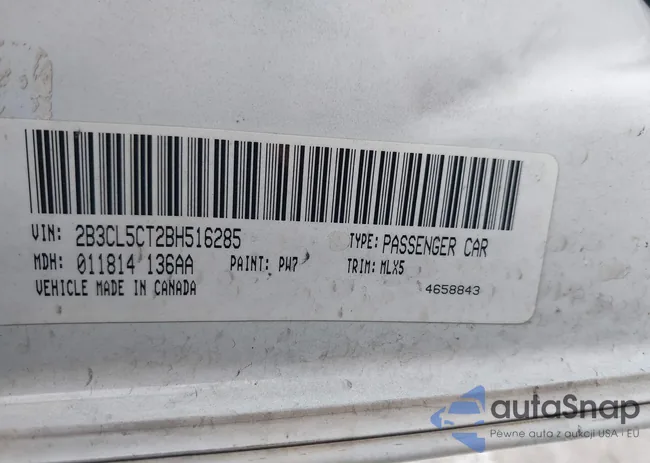 VIN: 2B3CL5CT2BH516285 TYPE: PASSENGER CAR
MDH: 011814 136AA PAINT: PW7 TRIM: MLX5
VEHICLE MADE IN CANADA 4658843
autoSnap
Pewne auta z aukcji USA i EU